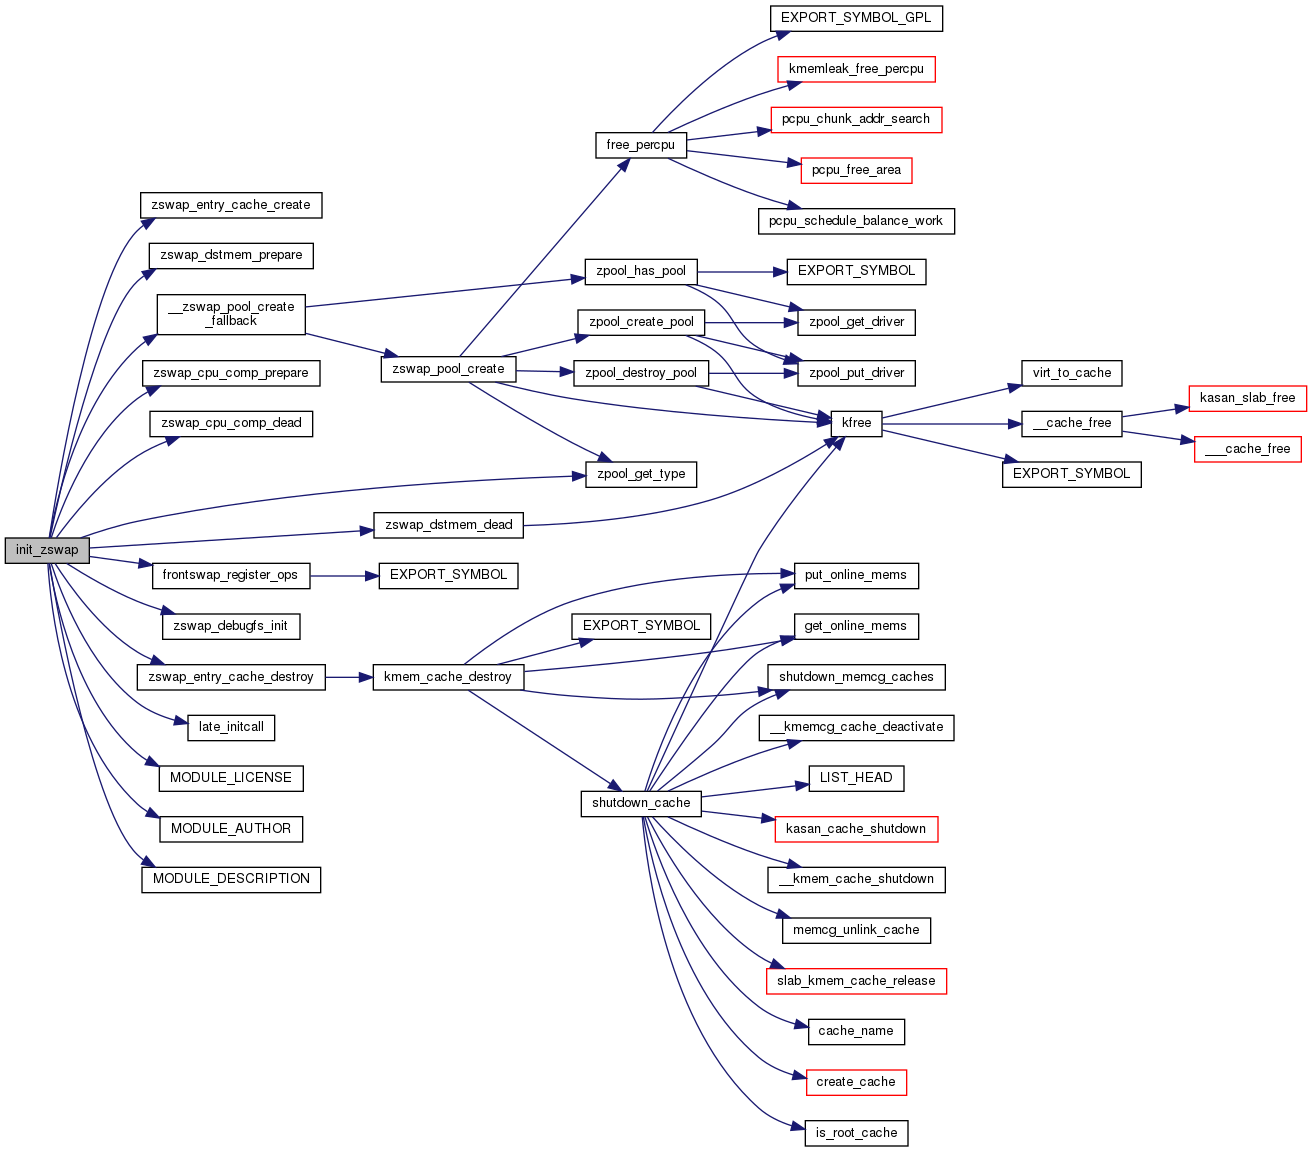 EXPORT_SYMBOL_GPL
kmemleak_free_percpu
pcpu_chunk_addr_search
free_percpu
pcpu_free_area
zswap_entry_cache_create
pcpu_schedule_balance_work
zswap_dstmem_prepare
zpool_has_pool
EXPORT_SYMBOL
__zswap_pool_create
_fallback
zpool_create_pool
zpool_get_driver
zswap_cpu_comp_prepare
zswap_pool_create
zpool_destroy_pool
zpool_put_driver
virt_to_cache
kasan_slab_free
zswap_cpu_comp_dead
kfree
__cache_free
___cache_free
zpool_get_type
EXPORT_SYMBOL
zswap_dstmem_dead
init_zswap
frontswap_register_ops
EXPORT_SYMBOL
put_online_mems
zswap_debugfs_init
EXPORT_SYMBOL
get_online_mems
zswap_entry_cache_destroy
kmem_cache_destroy
shutdown_memcg_caches
late_initcall
__kmemcg_cache_deactivate
MODULE_LICENSE
LIST_HEAD
shutdown_cache
MODULE_AUTHOR
kasan_cache_shutdown
MODULE_DESCRIPTION
__kmem_cache_shutdown
memcg_unlink_cache
slab_kmem_cache_release
cache_name
create_cache
is_root_cache